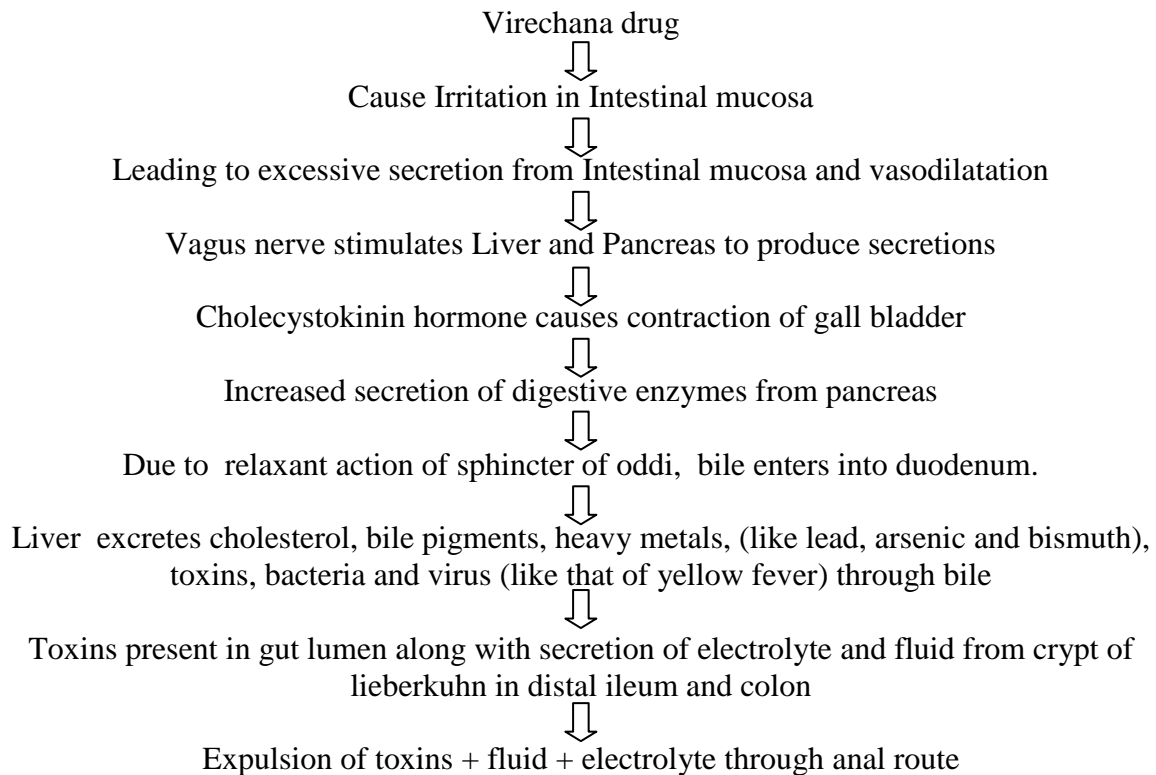 Virechana drug
Cause Irritation in Intestinal mucosa
Leading to excessive secretion from Intestinal mucosa and vasodilatation
Vagus nerve stimulates Liver and Pancreas to produce secretions
Cholecystokinin hormone causes contraction of gall bladder
Increased secretion of digestive enzymes from pancreas
Due to relaxant action of sphincter of oddi, bile enters into duodenum.
Liver excretes cholesterol, bile pigments, heavy metals, (like lead, arsenic and bismuth),
toxins, bacteria and virus (like that of yellow fever) through bile
Toxins present in gut lumen along with secretion of electrolyte and fluid from crypt of
lieberkuhn in distal ileum and colon
Expulsion of toxins + fluid + electrolyte through anal route